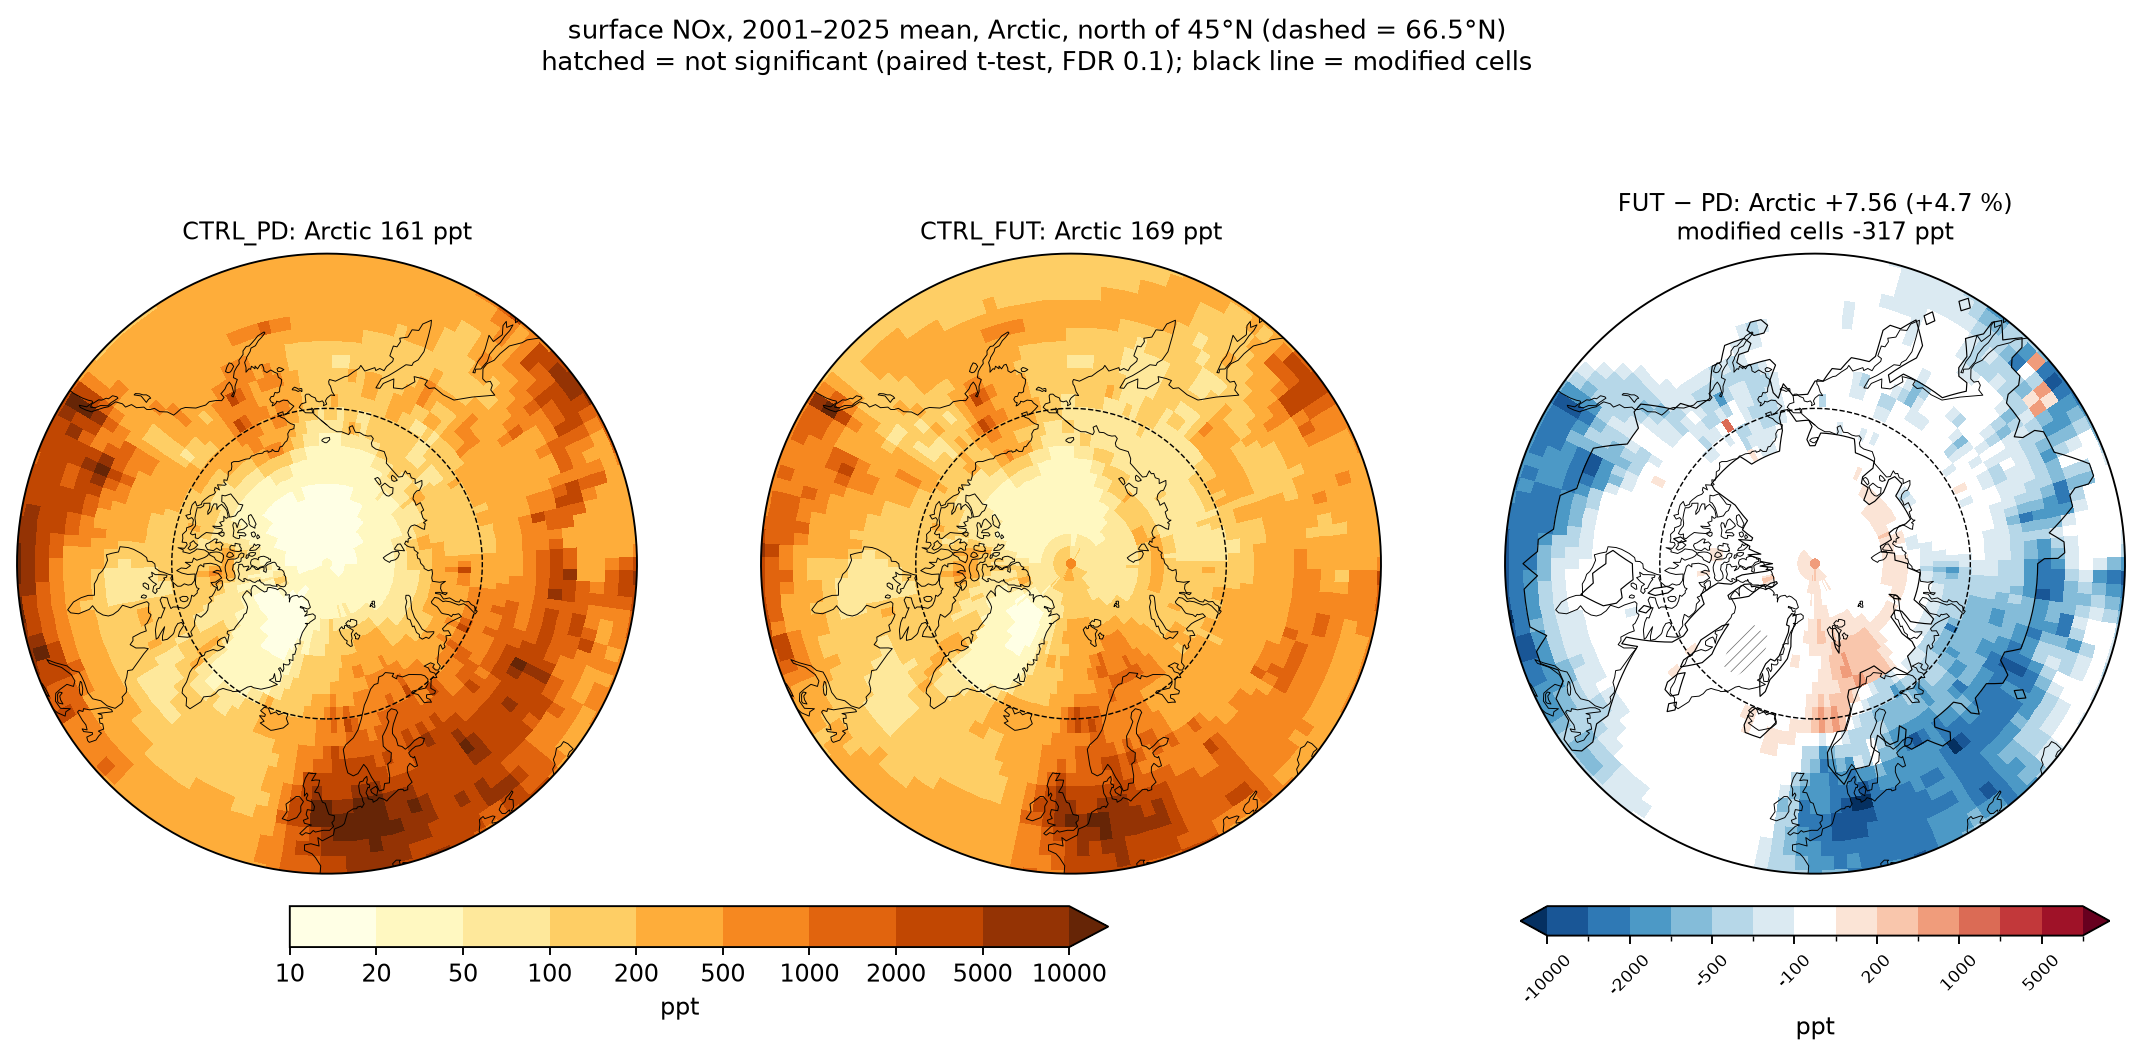 surface NOx, 2001–2025 mean, Arctic, north of 45°N (dashed = 66.5°N)
hatched = not significant (paired t-test, FDR 0.1); black line = modified cells
CTRL_PD: Arctic 161 ppt
CTRL_FUT: Arctic 169 ppt
FUT − PD: Arctic +7.56 (+4.7 %)
modified cells -317 ppt
10 20 50 100 200 500 1000 2000 5000 10000
ppt
-10000 -2000 -500 -100 200 1000 5000
ppt